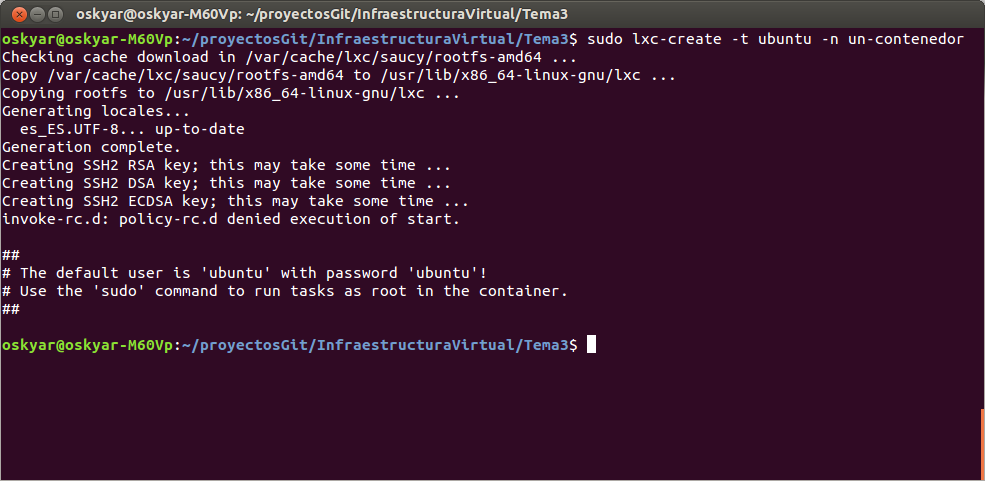 oskyar@oskyar-M60Vp: ~/proyectosGit/InfraestructuraVirtual/Tema3
oskyar@oskyar-M60Vp:~/proyectosGit/InfraestructuraVirtual/Tema3$ sudo lxc-create -t ubuntu -n un-contenedor
Checking cache download in /var/cache/lxc/saucy/rootfs-amd64 ...
Copy /var/cache/lxc/saucy/rootfs-amd64 to /usr/lib/x86_64-linux-gnu/lxc ...
Copying rootfs to /usr/lib/x86_64-linux-gnu/lxc ...
Generating locales...
  es_ES.UTF-8... up-to-date
Generation complete.
Creating SSH2 RSA key; this may take some time ...
Creating SSH2 DSA key; this may take some time ...
Creating SSH2 ECDSA key; this may take some time ...
invoke-rc.d: policy-rc.d denied execution of start.

##
# The default user is 'ubuntu' with password 'ubuntu'!
# Use the 'sudo' command to run tasks as root in the container.
##

oskyar@oskyar-M60Vp:~/proyectosGit/InfraestructuraVirtual/Tema3$